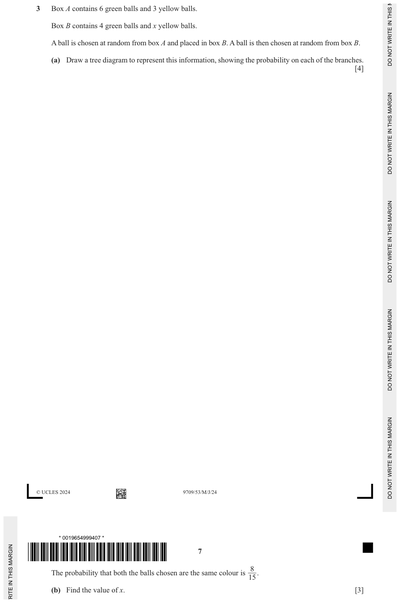 3 Box A contains 6 green balls and 3 yellow balls.
Box B contains 4 green balls and x yellow balls.
A ball is chosen at random from box A and placed in box B. A ball is then chosen at random from box B.
(a) Draw a tree diagram to represent this information, showing the probability on each of the branches.
[4]
DO NOT WRITE IN THIS M
DO NOT WRITE IN THIS MARGIN
DO NOT WRITE IN THIS MARGIN
DO NOT WRITE IN THIS MARGIN
DO NOT WRITE IN THIS MARGIN
© UCLES 2024 9709/53/M/J/24
* 0019654999407 *
7
RITE IN THIS MARGIN
The probability that both the balls chosen are the same colour is 8/15.
(b) Find the value of x. [3]